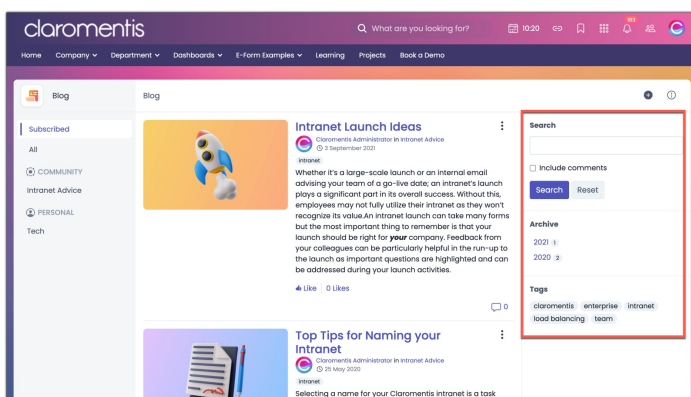 claromentis
What are you looking for?
10:20
103
Home Company Department Dashboards E-Form Examples Learning Projects Book a Demo
Blog
Subscribed
All
COMMUNITY
Intranet Advice
PERSONAL
Tech
Blog
Intranet Launch Ideas
Claromentis Administrator in Intranet Advice
3 September 2021
intranet
Whether it's a large-scale launch or an internal email
advising your team of a go-live date; an intranet's launch
plays a significant part in its overall success. Without this,
employees may not fully utilize their intranet as they won't
recognize its value.An intranet launch can take many forms
but the most important thing to remember is that your
launch should be right for your company. Feedback from
your colleagues can be particularly helpful in the run-up to
the launch as important questions are highlighted and can
be addressed during your launch activities.
Like 0 Likes
0
Top Tips for Naming your
Intranet
Claromentis Administrator in Intranet Advice
25 May 2020
intranet
Selecting a name for your Claromentis intranet is a task
Search
Include comments
Search Reset
Archive
2021 1
2020 2
Tags
claromentis enterprise intranet
load balancing team